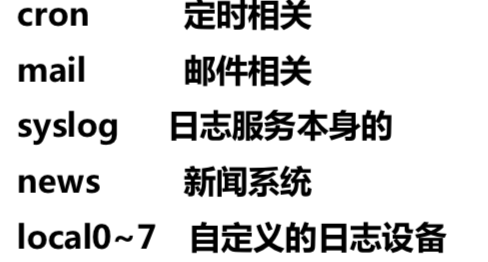 cron 定时相关
mail 邮件相关
syslog 日志服务本身的
news 新闻系统
local0~7 自定义的日志设备